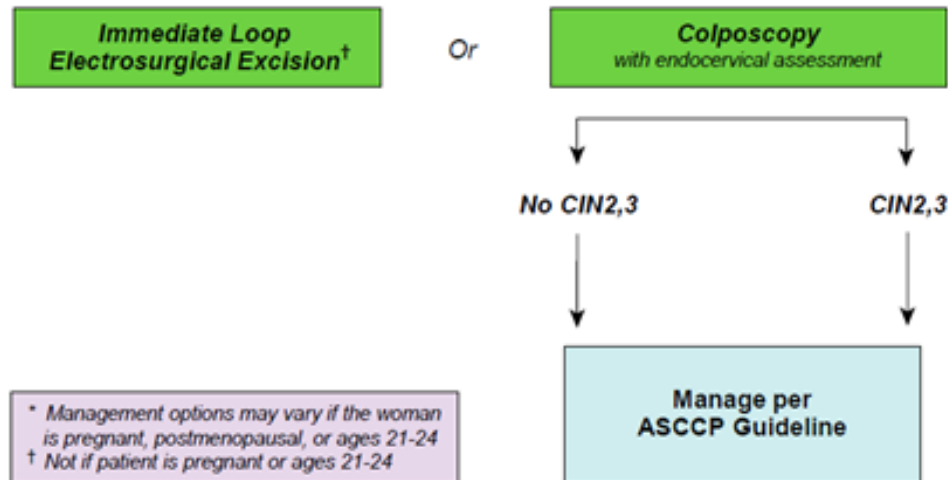 Immediate Loop
Electrosurgical Excision†
Or
Colposcopy
with endocervical assessment
No CIN2,3
CIN2,3
Manage per
ASCCP Guideline
* Management options may vary if the woman
is pregnant, postmenopausal, or ages 21-24
† Not if patient is pregnant or ages 21-24